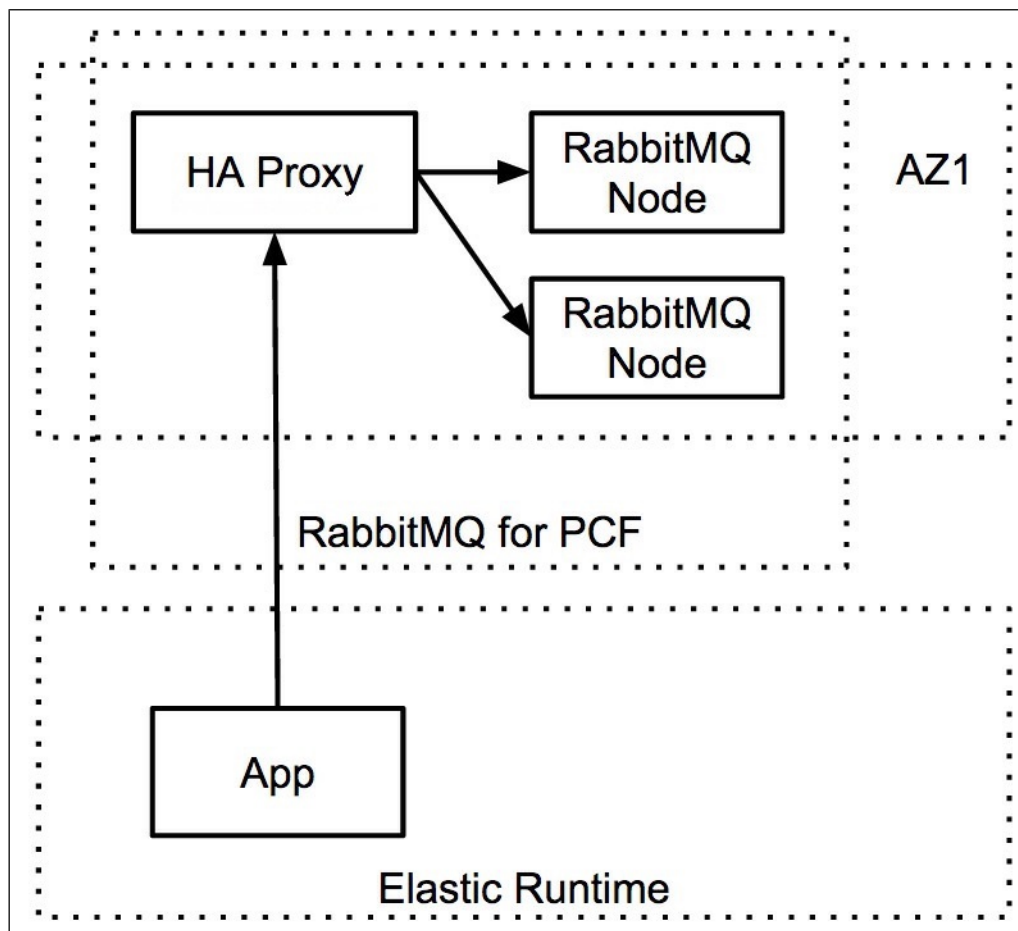 HA Proxy
RabbitMQ
Node
AZ1
RabbitMQ
Node
RabbitMQ for PCF
App
Elastic Runtime